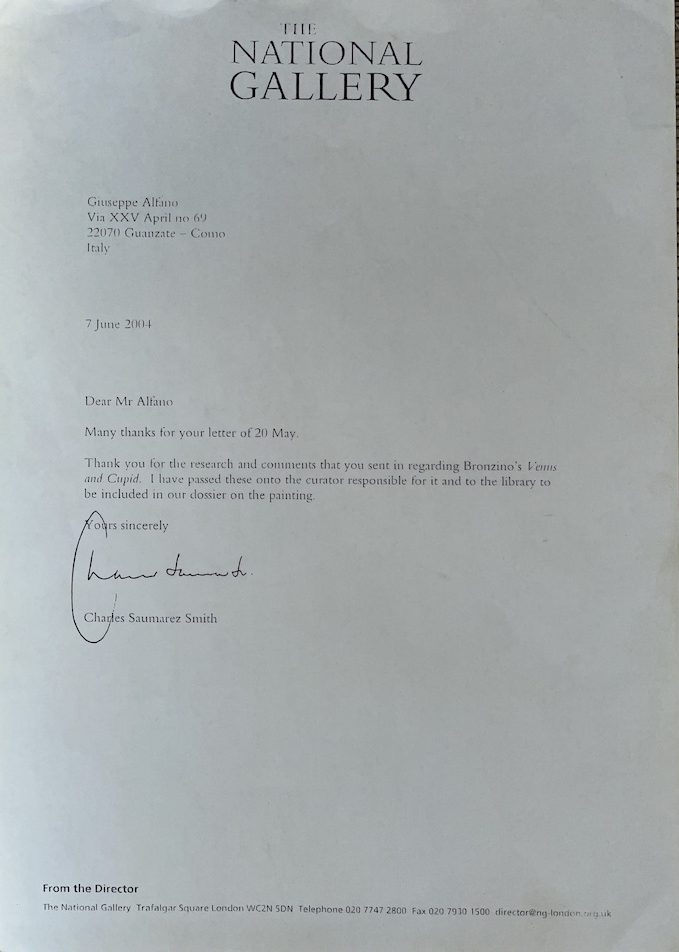 THE
NATIONAL
GALLERY
Giuseppe Alfano
Via XXV April no 69
22070 Guanzate – Como
Italy
7 June 2004
Dear Mr Alfano
Many thanks for your letter of 20 May.
Thank you for the research and comments that you sent in regarding Bronzino's Venus
and Cupid. I have passed these onto the curator responsible for it and to the library to
be included in our dossier on the painting.
Yours sincerely
Charles Saumarez Smith
From the Director
The National Gallery Trafalgar Square London WC2N 5DN Telephone 020 7747 2800 Fax 020 7930 1500 director@ng-london.org.uk